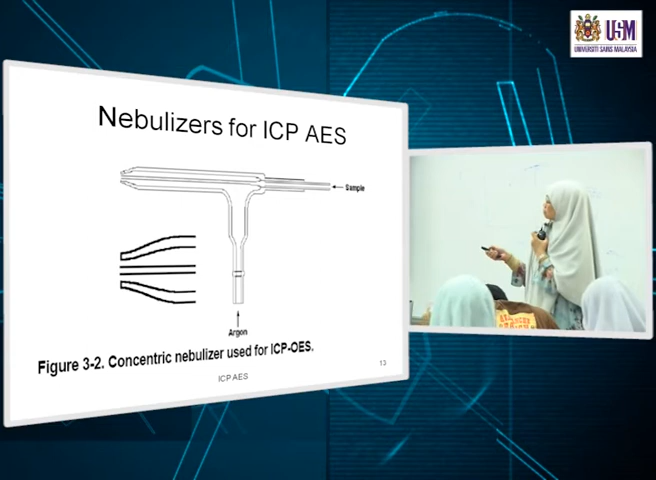 USM
UNIVERSITI SAINS MALAYSIA
Nebulizers for ICP AES
Sample
Argon
Figure 3-2. Concentric nebulizer used for ICP-OES.
ICP AES
13